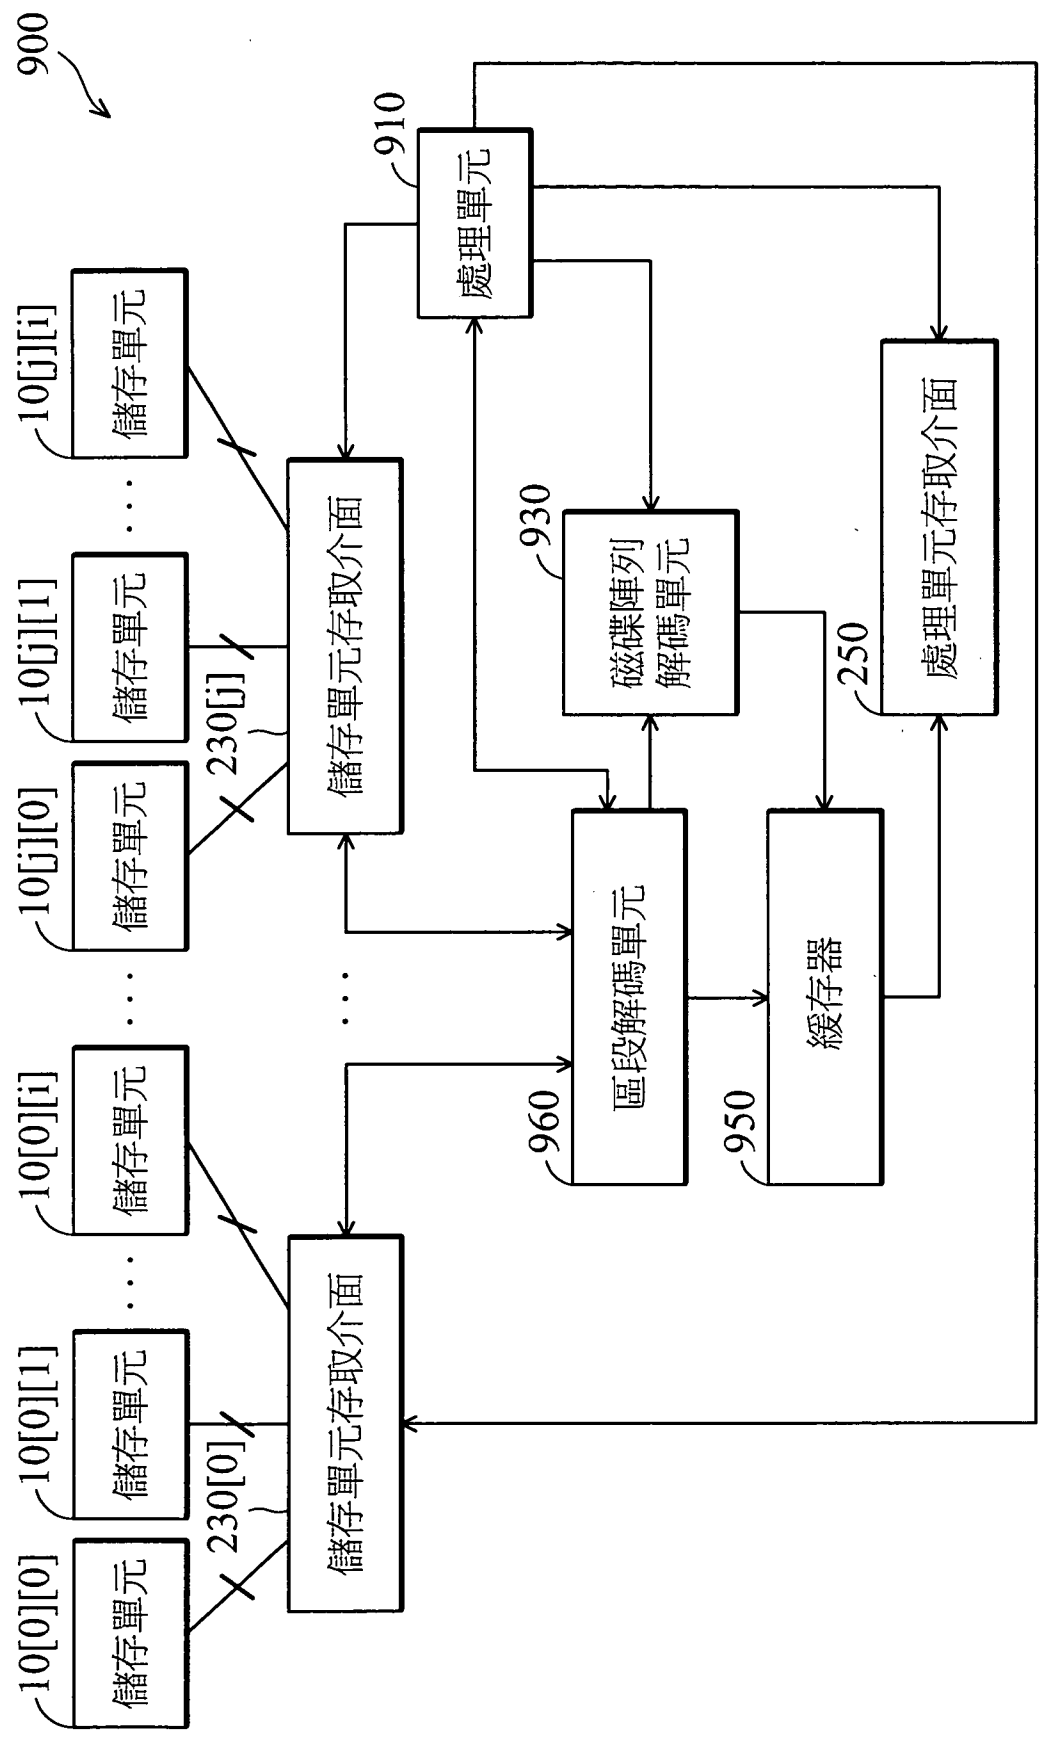 900
10[0][0]
儲存單元
10[0][1]
儲存單元
...
10[0][i]
儲存單元
...
10[j][0]
儲存單元
10[j][1]
儲存單元
...
10[j][i]
儲存單元
230[0]
儲存單元存取介面
...
230[j]
儲存單元存取介面
910
處理單元
960
區段解碼單元
930
磁碟陣列
解碼單元
950
緩存器
250
處理單元存取介面